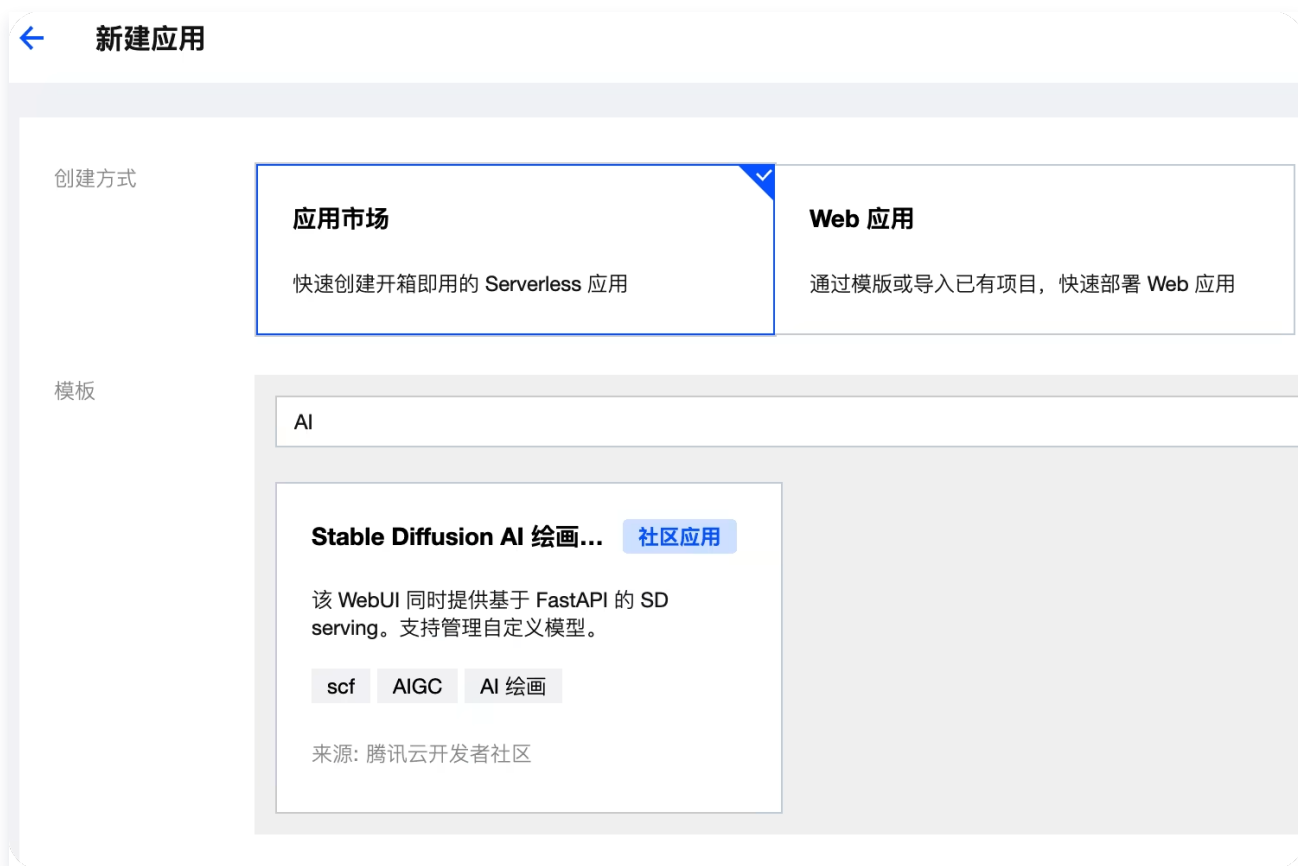 新建应用
创建方式
应用市场
快速创建开箱即用的 Serverless 应用
Web 应用
通过模版或导入已有项目，快速部署 Web 应用
模板
AI
Stable Diffusion AI 绘画...
社区应用
该 WebUI 同时提供基于 FastAPI 的 SD
serving。支持管理自定义模型。
scf
AIGC
AI 绘画
来源: 腾讯云开发者社区